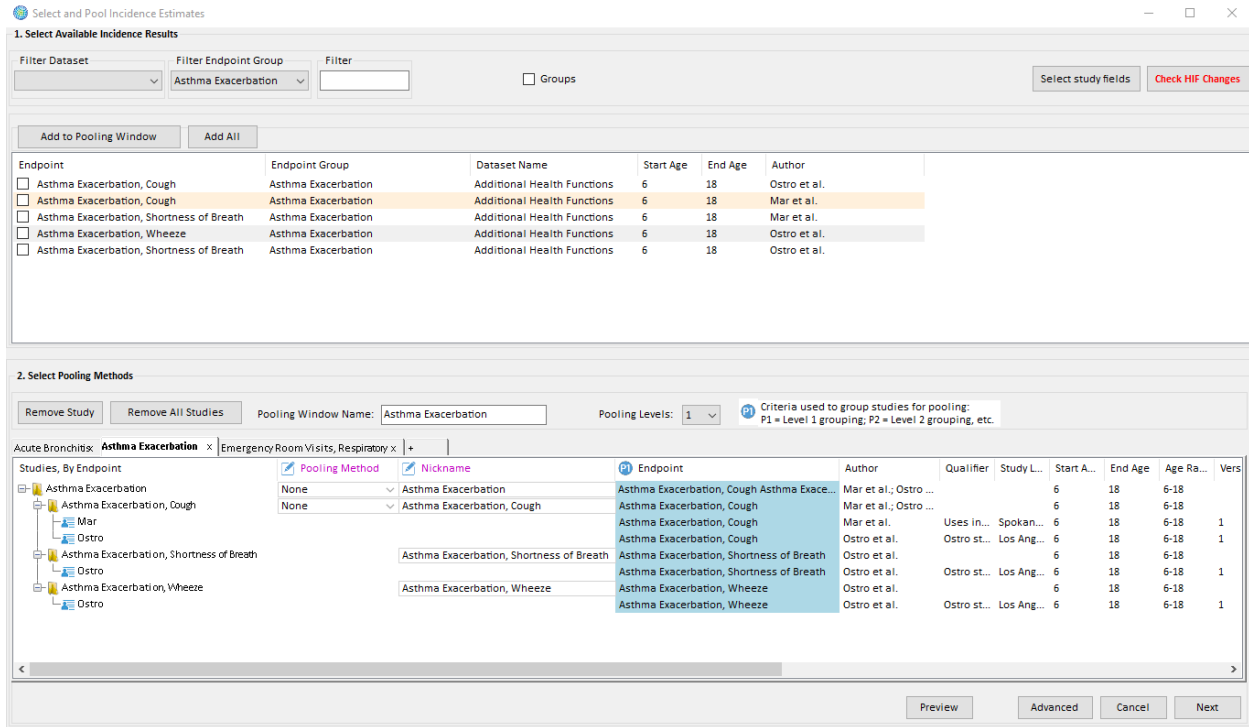 Select and Pool Incidence Estimates
1. Select Available Incidence Results
Filter Dataset Filter Endpoint Group Filter
Asthma Exacerbation Groups Select study fields Check HIF Changes
Add to Pooling Window Add All
Endpoint Endpoint Group Dataset Name Start Age End Age Author
Asthma Exacerbation, Cough Asthma Exacerbation Additional Health Functions 6 18 Ostro et al.
Asthma Exacerbation, Cough Asthma Exacerbation Additional Health Functions 6 18 Mar et al.
Asthma Exacerbation, Shortness of Breath Asthma Exacerbation Additional Health Functions 6 18 Mar et al.
Asthma Exacerbation, Wheeze Asthma Exacerbation Additional Health Functions 6 18 Ostro et al.
Asthma Exacerbation, Shortness of Breath Asthma Exacerbation Additional Health Functions 6 18 Ostro et al.
2. Select Pooling Methods
Remove Study Remove All Studies Pooling Window Name: Asthma Exacerbation Pooling Levels: 1 P1 Criteria used to group studies for pooling:
P1 = Level 1 grouping; P2 = Level 2 grouping, etc.
Acute Bronchitis x Asthma Exacerbation x Emergency Room Visits, Respiratory x +
Studies, By Endpoint Pooling Method Nickname P1 Endpoint Author Qualifier Study L... Start A... End Age Age Ra... Vers
Asthma Exacerbation None Asthma Exacerbation Asthma Exacerbation, Cough Asthma Exace... Mar et al.; Ostro ... 6 18 6-18
Asthma Exacerbation, Cough None Asthma Exacerbation, Cough Asthma Exacerbation, Cough Mar et al.; Ostro ... 6 18 6-18
Mar Asthma Exacerbation, Cough Mar et al. Uses in... Spokan... 6 18 6-18 1
Ostro Asthma Exacerbation, Cough Ostro et al. Ostro st... Los Ang... 6 18 6-18 1
Asthma Exacerbation, Shortness of Breath Asthma Exacerbation, Shortness of Breath Asthma Exacerbation, Shortness of Breath Ostro et al. 6 18 6-18
Ostro Asthma Exacerbation, Shortness of Breath Ostro et al. Ostro st... Los Ang... 6 18 6-18 1
Asthma Exacerbation, Wheeze Asthma Exacerbation, Wheeze Asthma Exacerbation, Wheeze Ostro et al. 6 18 6-18
Ostro Asthma Exacerbation, Wheeze Ostro et al. Ostro st... Los Ang... 6 18 6-18 1
Preview Advanced Cancel Next